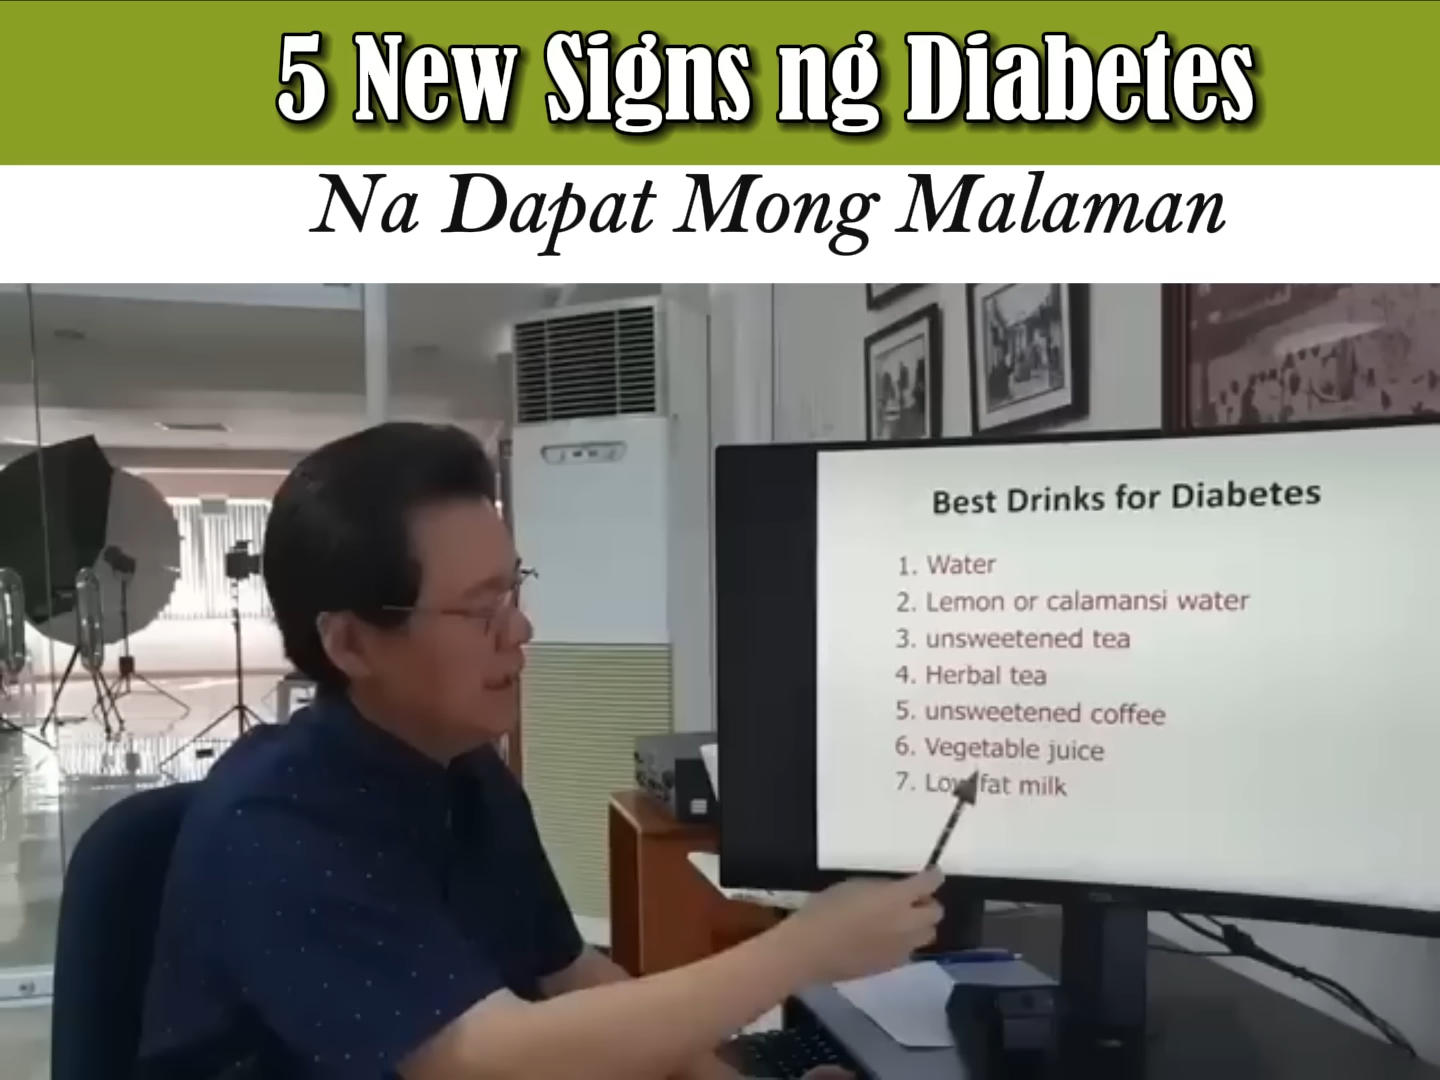 5 New Signs ng Diabetes
Na Dapat Mong Malaman
Best Drinks for Diabetes
1. Water
2. Lemon or calamansi water
3. unsweetened tea
4. Herbal tea
5. unsweetened coffee
6. Vegetable juice
7. Low fat milk